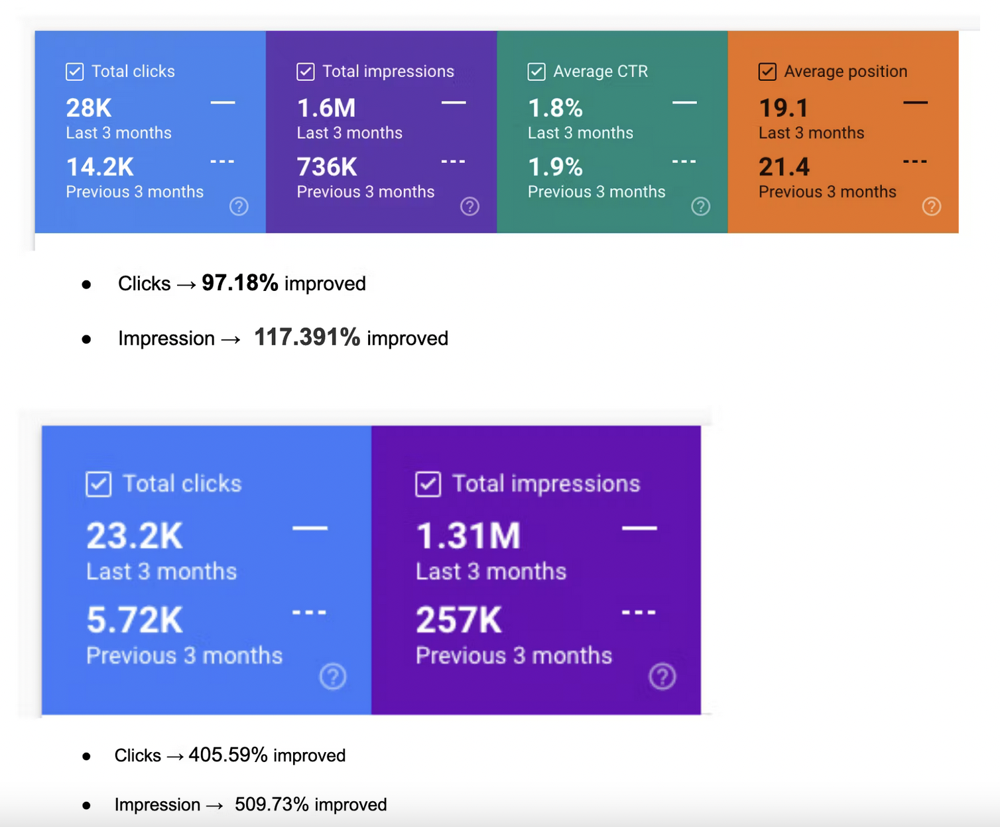 Total clicks
28K
Last 3 months
14.2K
Previous 3 months
Total impressions
1.6M
Last 3 months
736K
Previous 3 months
Average CTR
1.8%
Last 3 months
1.9%
Previous 3 months
Average position
19.1
Last 3 months
21.4
Previous 3 months
● Clicks → 97.18% improved
● Impression → 117.391% improved
Total clicks
23.2K
Last 3 months
5.72K
Previous 3 months
Total impressions
1.31M
Last 3 months
257K
Previous 3 months
● Clicks → 405.59% improved
● Impression → 509.73% improved